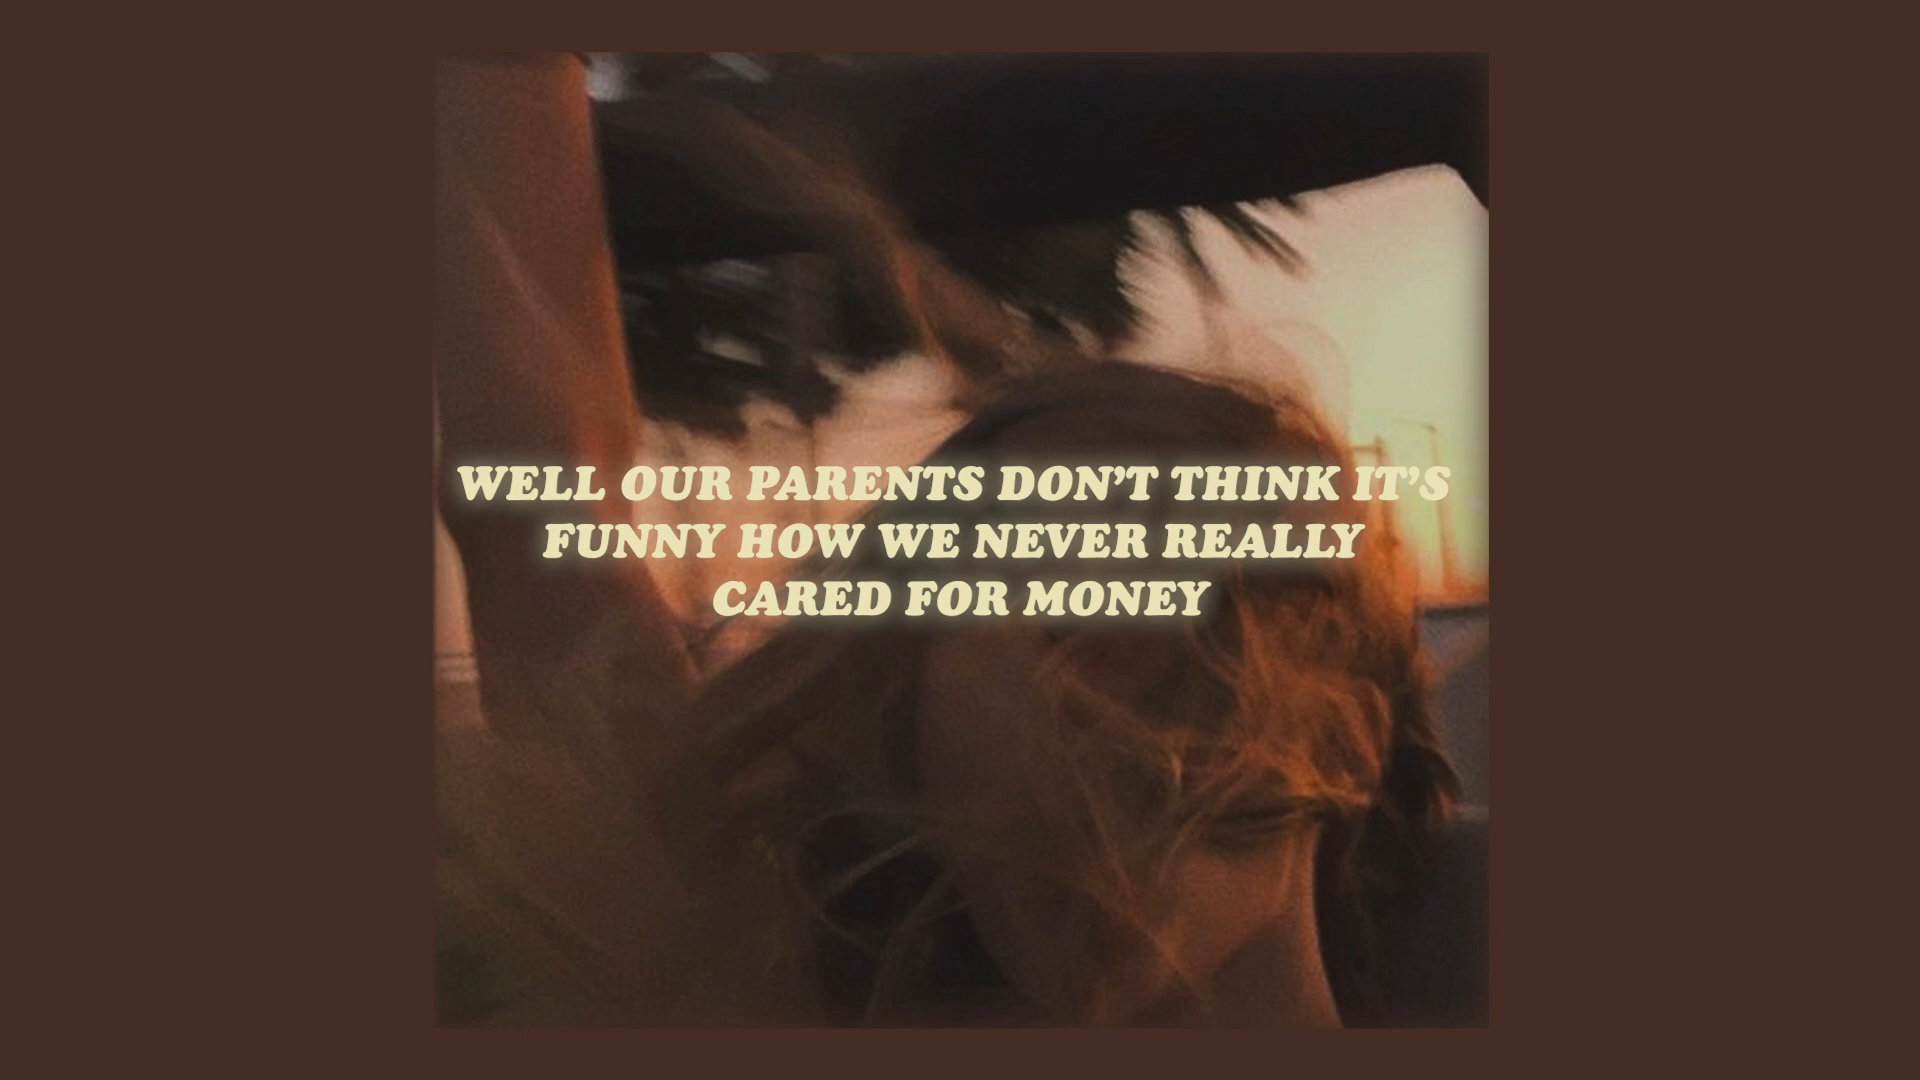 WELL OUR PARENTS DON’T THINK IT’S
FUNNY HOW WE NEVER REALLY
CARED FOR MONEY